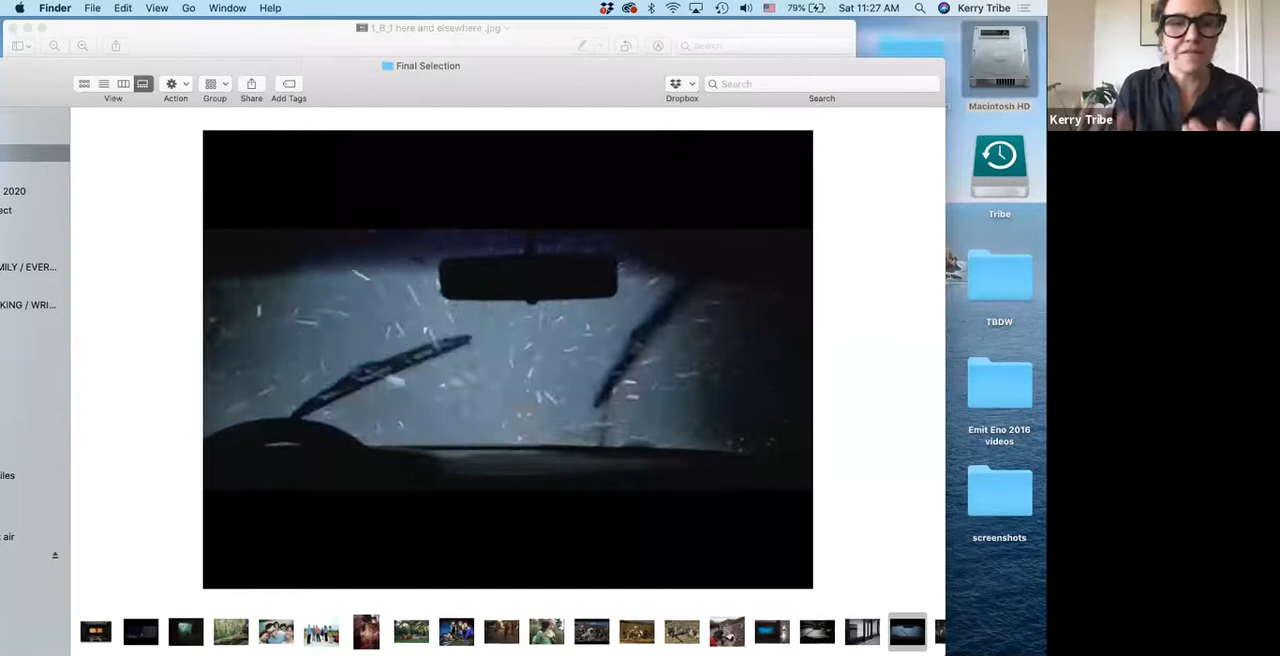 Finder File Edit View Go Window Help 79% Sat 11:27 AM Kerry Tribe
1_8_1 here and elsewhere .jpg
Search
Final Selection
Search
View Action Group Share Add Tags Dropbox Search
Macintosh HD
Kerry Tribe
2020
ect
Tribe
MILY / EVER...
KING / WRI...
TBDW
Emit Eno 2016
videos
iles
air
screenshots